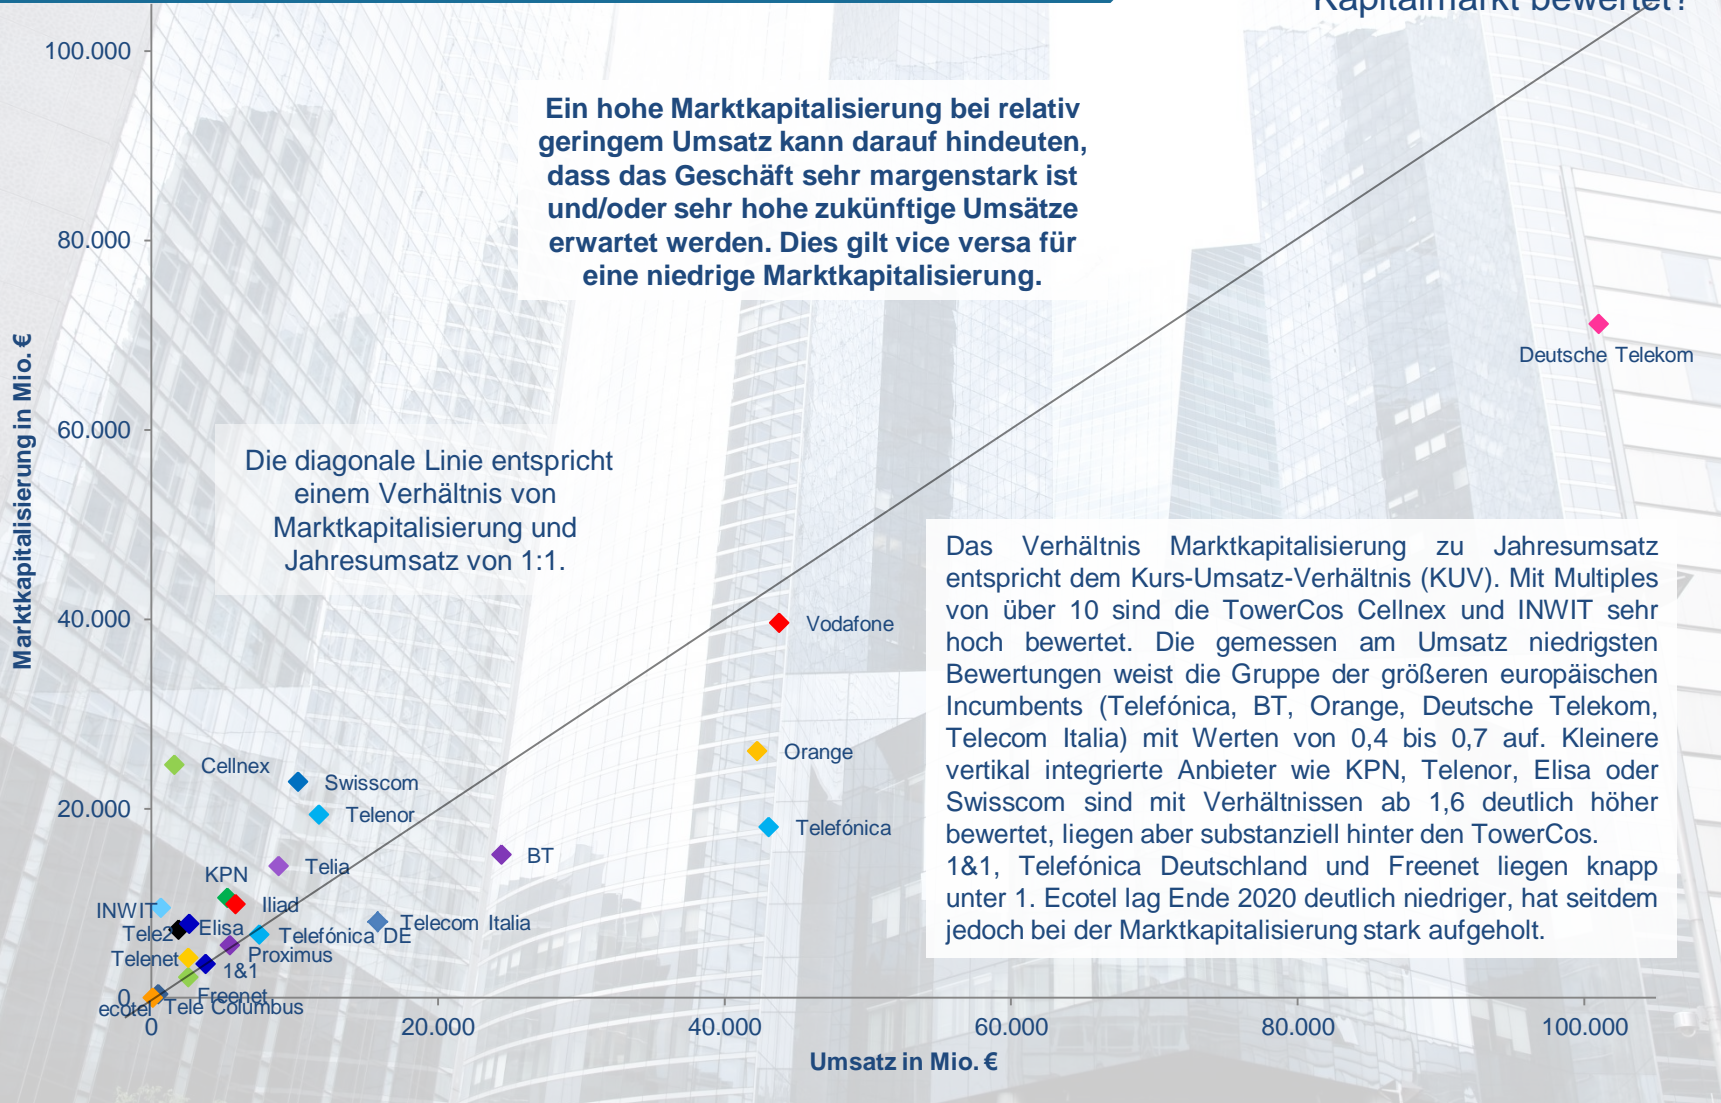 Kapitalmarkt bewertet?
100.000
80.000
60.000
40.000
20.000
0
Marktkapitalisierung in Mio. €
Ein hohe Marktkapitalisierung bei relativ
geringem Umsatz kann darauf hindeuten,
dass das Geschäft sehr margenstark ist
und/oder sehr hohe zukünftige Umsätze
erwartet werden. Dies gilt vice versa für
eine niedrige Marktkapitalisierung.
Die diagonale Linie entspricht
einem Verhältnis von
Marktkapitalisierung und
Jahresumsatz von 1:1.
Deutsche Telekom
Vodafone
Orange
Telefónica
BT
Cellnex
Swisscom
Telenor
Telia
KPN
Iliad
INWIT
Elisa
Tele2
Telecom Italia
Telefónica DE
Telenet
Proximus
1&1
Freenet
ecotel
Tele Columbus
Das Verhältnis Marktkapitalisierung zu Jahresumsatz
entspricht dem Kurs-Umsatz-Verhältnis (KUV). Mit Multiples
von über 10 sind die TowerCos Cellnex und INWIT sehr
hoch bewertet. Die gemessen am Umsatz niedrigsten
Bewertungen weist die Gruppe der größeren europäischen
Incumbents (Telefónica, BT, Orange, Deutsche Telekom,
Telecom Italia) mit Werten von 0,4 bis 0,7 auf. Kleinere
vertikal integrierte Anbieter wie KPN, Telenor, Elisa oder
Swisscom sind mit Verhältnissen ab 1,6 deutlich höher
bewertet, liegen aber substanziell hinter den TowerCos.
1&1, Telefónica Deutschland und Freenet liegen knapp
unter 1. Ecotel lag Ende 2020 deutlich niedriger, hat seitdem
jedoch bei der Marktkapitalisierung stark aufgeholt.
0
20.000
40.000
60.000
80.000
100.000
Umsatz in Mio. €